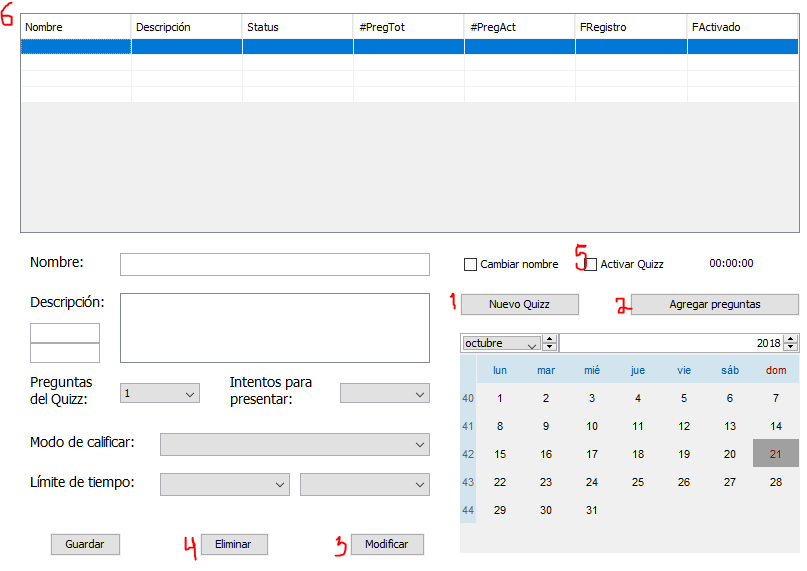 6
Nombre Descripción Status #PregTot #PregAct FRegistro FActivado
Nombre: Cambiar nombre 5 Activar Quizz 00:00:00
Descripción: 1 Nuevo Quizz 2 Agregar preguntas
octubre 2018
lun mar mié jue vie sáb dom
Preguntas del Quizz: 1 Intentos para presentar:
40 1 2 3 4 5 6 7
41 8 9 10 11 12 13 14
Modo de calificar:
42 15 16 17 18 19 20 21
Límite de tiempo:
43 22 23 24 25 26 27 28
44 29 30 31
Guardar 4 Eliminar 3 Modificar